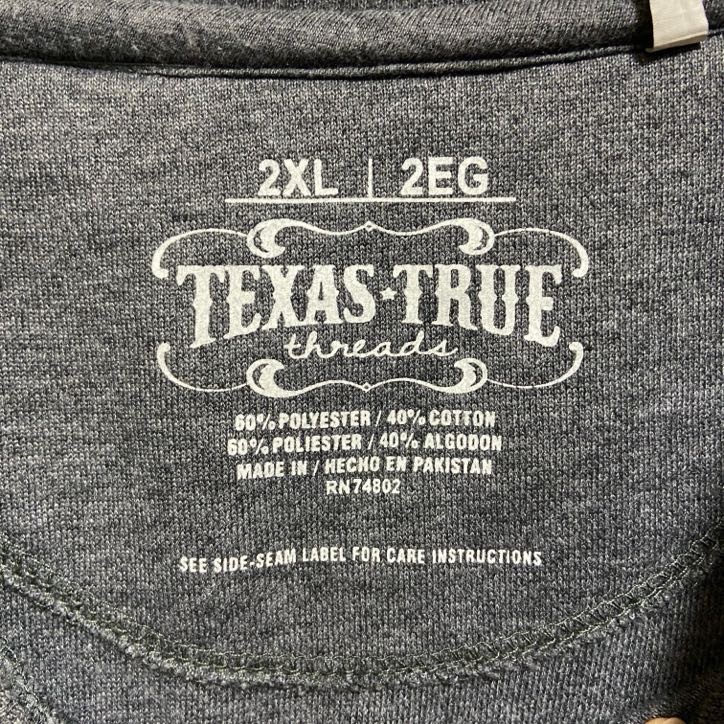 2XL | 2EG
TEXAS★TRUE
threads
60% POLYESTER / 40% COTTON
60% POLIESTER / 40% ALGODON
MADE IN / HECHO EN PAKISTAN
RN74802
SEE SIDE-SEAM LABEL FOR CARE INSTRUCTIONS